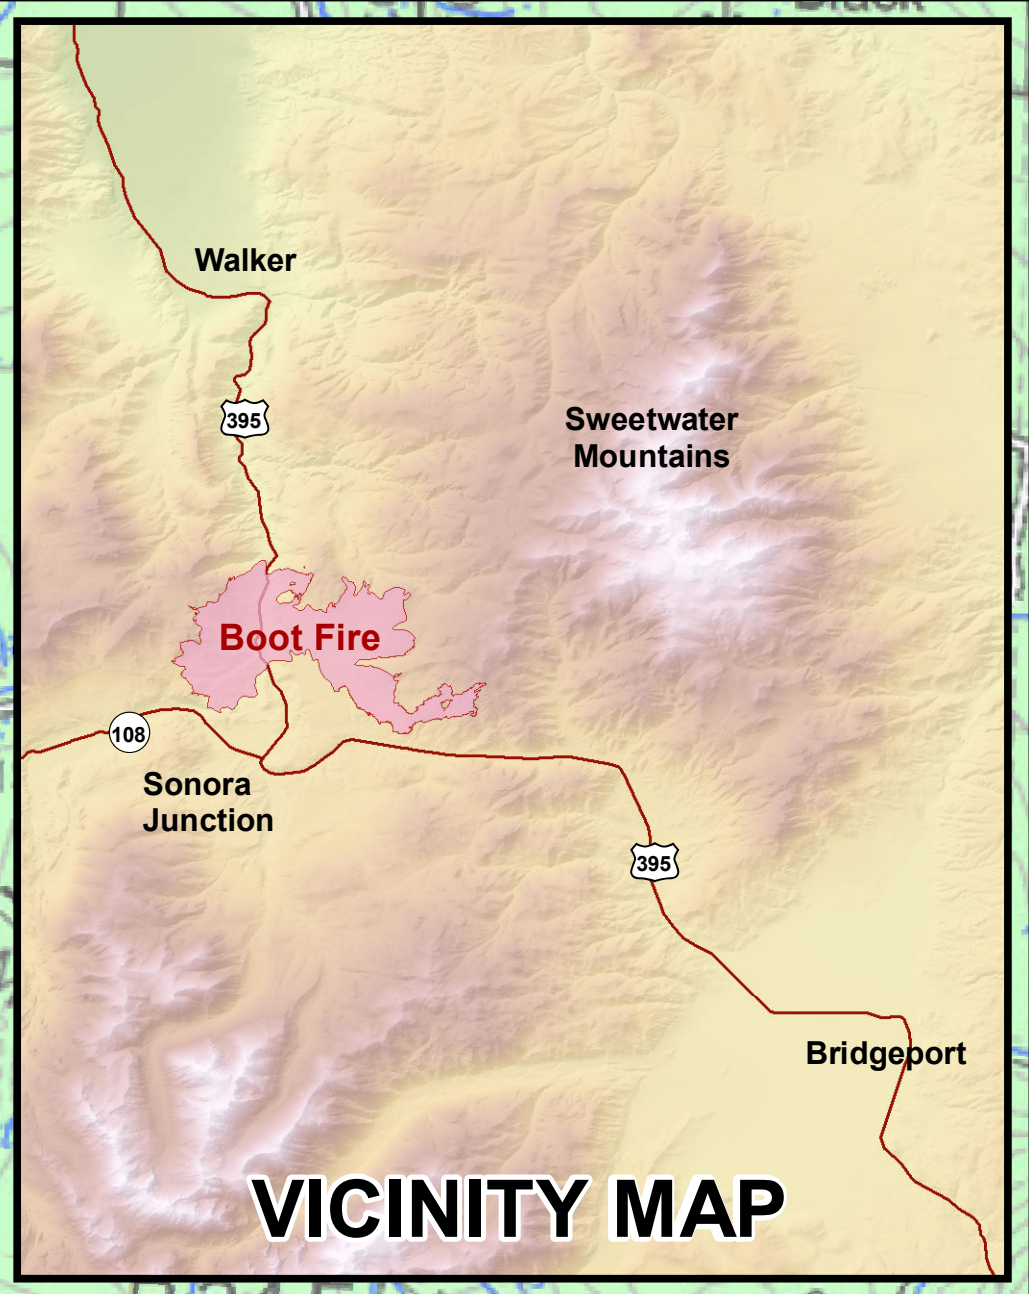 Walker
395
Sweetwater
Mountains
Boot Fire
108
Sonora
Junction
395
Bridgeport
VICINITY MAP